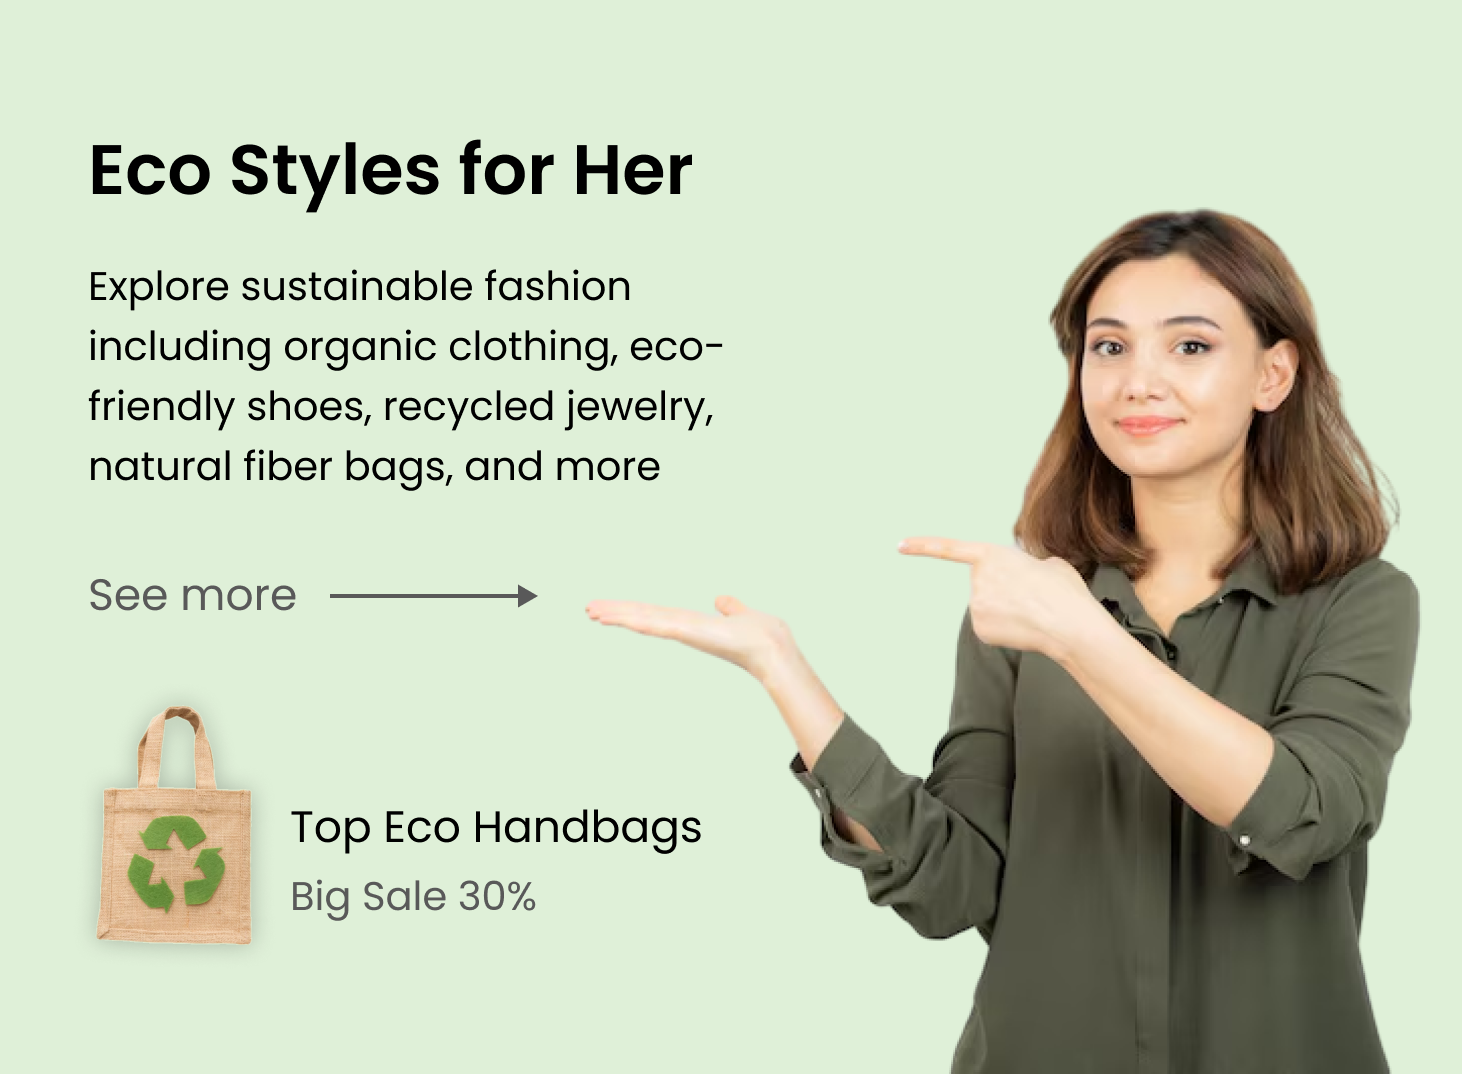 Eco Styles for Her
Explore sustainable fashion
including organic clothing, eco-
friendly shoes, recycled jewelry,
natural fiber bags, and more
See more
Top Eco Handbags
Big Sale 30%